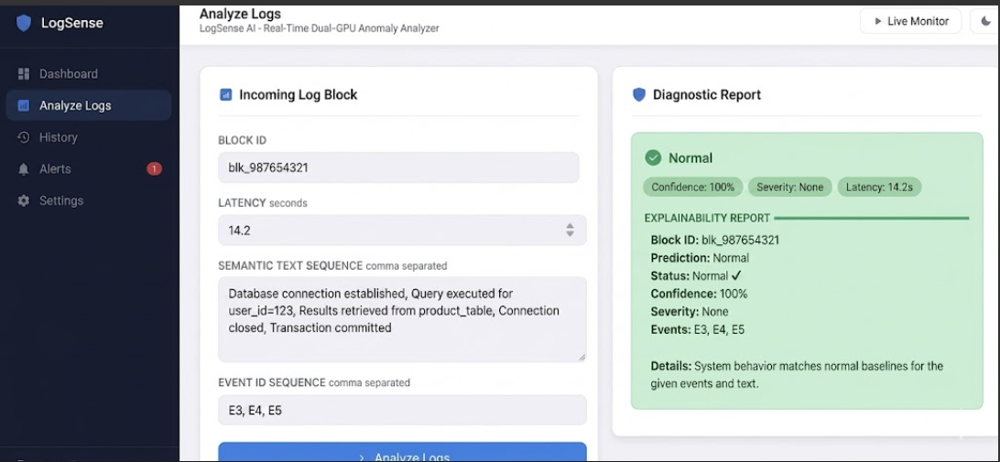 LogSense
Dashboard
Analyze Logs
History
Alerts
1
Settings
Analyze Logs
LogSense AI - Real-Time Dual-GPU Anomaly Analyzer
Live Monitor
Incoming Log Block
BLOCK ID
blk_987654321
LATENCY seconds
14.2
SEMANTIC TEXT SEQUENCE comma separated
Database connection established, Query executed for
user_id=123, Results retrieved from product_table, Connection
closed, Transaction committed
EVENT ID SEQUENCE comma separated
E3, E4, E5
Analyze Logs
Diagnostic Report
Normal
Confidence: 100%
Severity: None
Latency: 14.2s
EXPLAINABILITY REPORT
Block ID: blk_987654321
Prediction: Normal
Status: Normal ✓
Confidence: 100%
Severity: None
Events: E3, E4, E5
Details: System behavior matches normal baselines for the
given events and text.